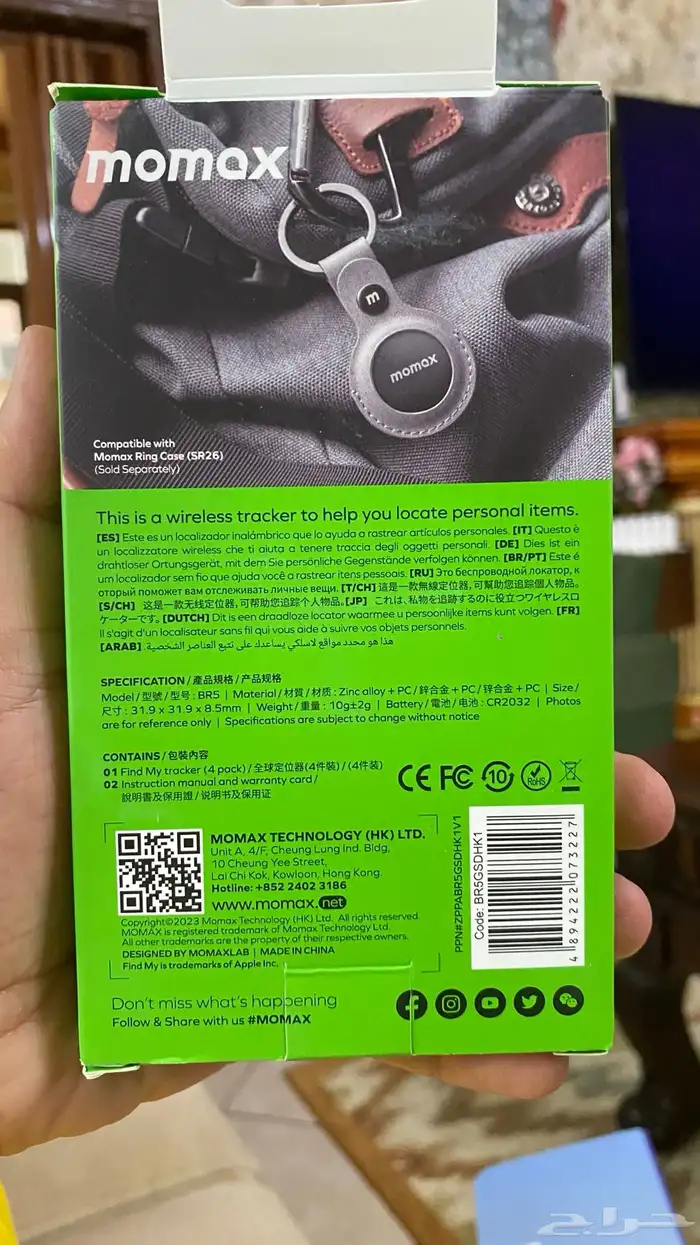 momax
m
momax
Compatible with
Momax Ring Case (SR26)
(Sold Separately)
This is a wireless tracker to help you locate personal items.
[ES] Este es un localizador inalámbrico que lo ayuda a rastrear artículos personales. [IT] Questo è
un localizzatore wireless che ti aiuta a tenere traccia degli oggetti personali. [DE] Dies ist ein
drahtloser Ortungsgerät, mit dem Sie persönliche Gegenstände verfolgen können. [BR/PT] Este é
um localizador sem fio que ajuda você a rastrear itens pessoais. [RU] Это беспроводной локатор, к
оторый поможет вам отслеживать личные вещи. [T/CH] 這是一款無線定位器,可幫助您追踪個人物品。
[S/CH] 这是一款无线定位器,可帮助您追踪个人物品。[JP] これは、私物を追跡するのに役立つワイヤレスロ
ケーターです。[DUTCH] Dit is een draadloze locator waarmee u persoonlijke items kunt volgen. [FR]
Il s'agit d'un localisateur sans fil qui vous aide à suivre vos objets personnels.
[ARAB] .هذا هو محدد مواقع لاسلكي يساعدك على تتبع العناصر الشخصية
SPECIFICATION / 產品規格 / 产品规格
Model / 型號 / 型号 : BR5 | Material / 材質 / 材质 : Zinc alloy + PC / 鋅合金 + PC / 锌合金 + PC | Size /
尺寸 : 31.9 x 31.9 x 8.5mm | Weight / 重量 : 10g±2g | Battery / 電池 / 电池 : CR2032 | Photos
are for reference only | Specifications are subject to change without notice
CONTAINS / 包裝內容
01 Find My tracker (4 pack) / 全球定位器(4件裝) / (4件装)
02 Instruction manual and warranty card /
說明書及保用證 / 说明书及保用证
CE FC 10 RoHS
MOMAX TECHNOLOGY (HK) LTD.
Unit A, 4/F, Cheung Lung Ind. Bldg,
10 Cheung Yee Street,
Lai Chi Kok, Kowloon, Hong Kong.
Hotline: +852 2402 3186
www.momax.net
Copyright©2023 Momax Technology (HK) Ltd. All rights reserved.
MOMAX is registered trademark of Momax Technology Ltd.
All other trademarks are the property of their respective owners.
DESIGNED BY MOMAXLAB | MADE IN CHINA
Find My is trademarks of Apple Inc.
PPN#ZPPABR5GSDHK1V1
Code: BR5GSDHK1
4 894222 073227
Don't miss what's happening
Follow & Share with us #MOMAX
حراج